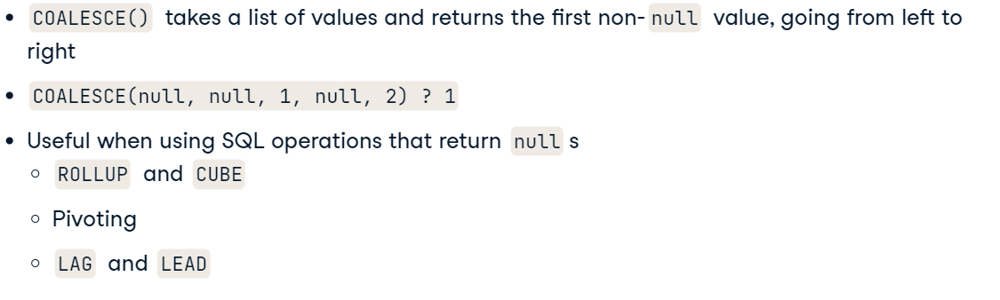 • COALESCE() takes a list of values and returns the first non- null value, going from left to
right
• COALESCE(null, null, 1, null, 2) ? 1
• Useful when using SQL operations that return null s
○ ROLLUP and CUBE
○ Pivoting
○ LAG and LEAD